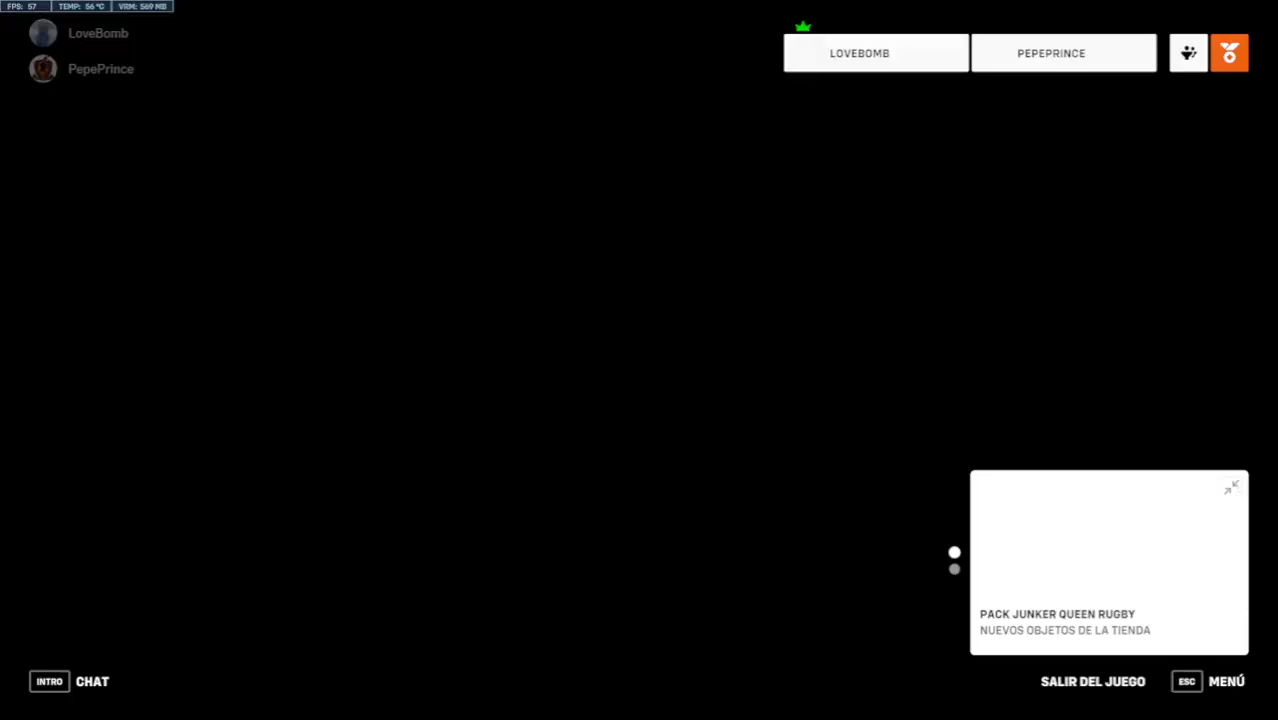 FPS: 57 TEMP: 56 °C VRM: 569 MB
LoveBomb
PepePrince
LOVEBOMB
PEPEPRINCE
PACK JUNKER QUEEN RUGBY
NUEVOS OBJETOS DE LA TIENDA
INTRO CHAT
SALIR DEL JUEGO
ESC MENÚ